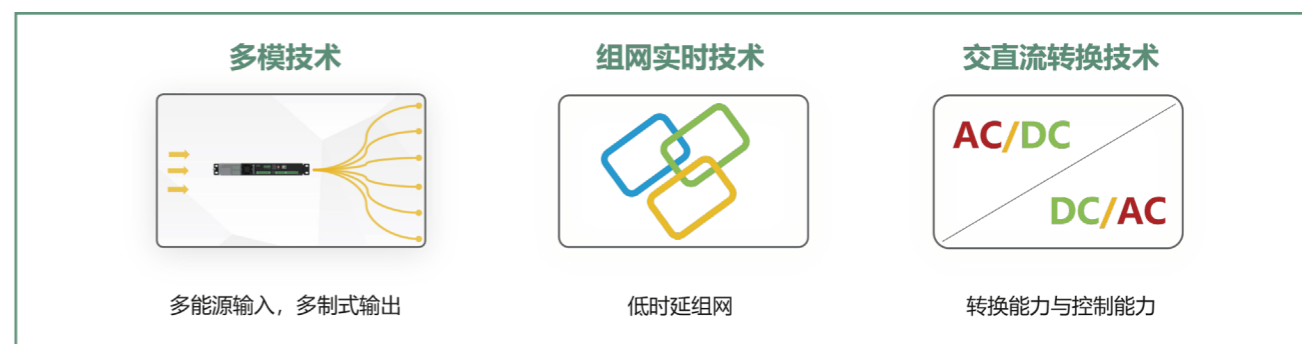 多模技术
组网实时技术
交直流转换技术
AC/DC
DC/AC
多能源输入，多制式输出
低时延组网
转换能力与控制能力